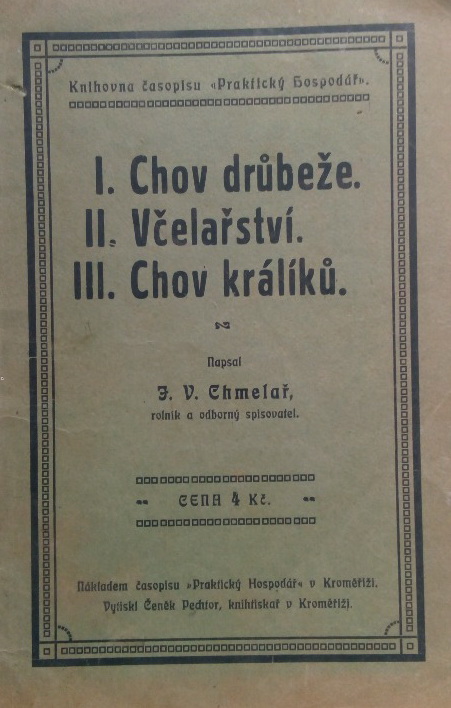 Knihovna časopisu «Praktický Hospodář».
I. Chov drůbeže.
II. Včelařství.
III. Chov králíků.
Napsal
J. V. Chmelař,
rolník a odborný spisovatel.
CENA 4 Kč.
Nákladem časopisu »Praktický Hospodář« v Kroměříži.
Vytiskl Čeněk Pechtor, knihtiskař v Kroměříži.